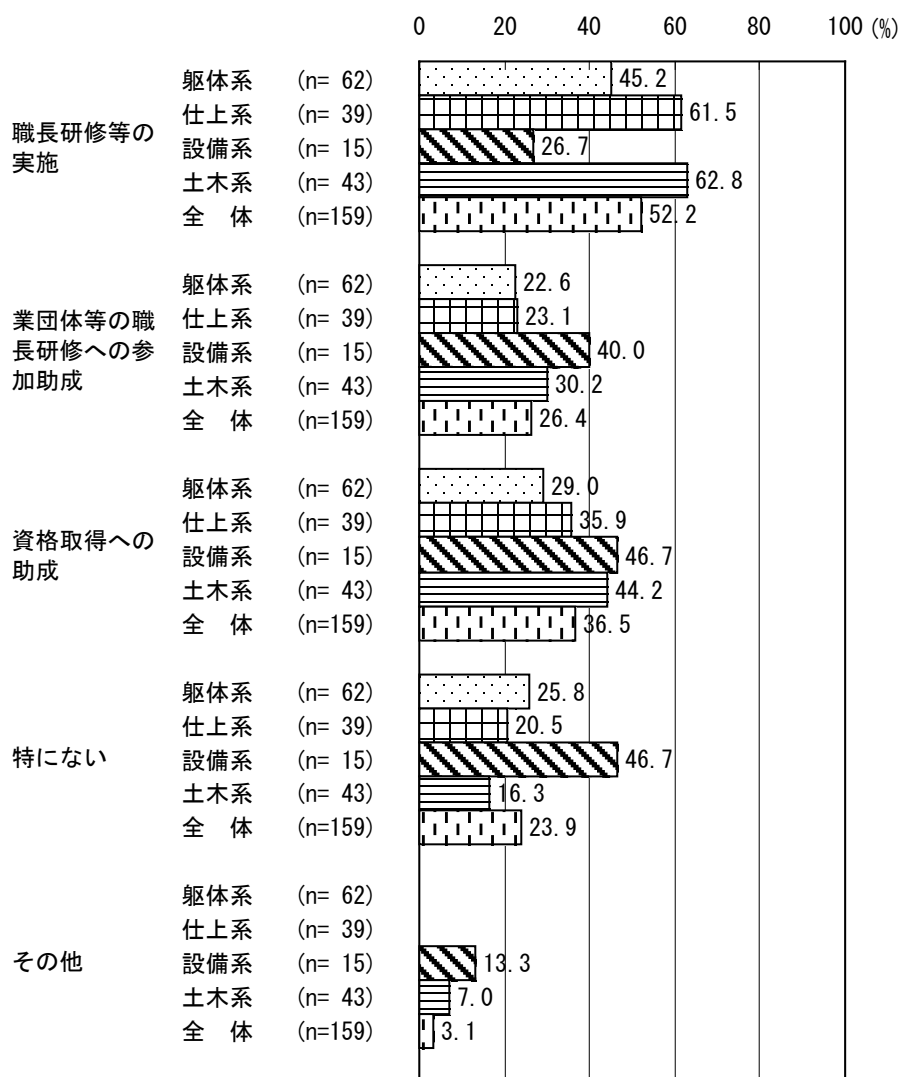 0 20 40 60 80 100 (%)
職長研修等の
実施
躯体系 (n= 62) 45.2
仕上系 (n= 39) 61.5
設備系 (n= 15) 26.7
土木系 (n= 43) 62.8
全 体 (n=159) 52.2
業団体等の職
長研修への参
加助成
躯体系 (n= 62) 22.6
仕上系 (n= 39) 23.1
設備系 (n= 15) 40.0
土木系 (n= 43) 30.2
全 体 (n=159) 26.4
資格取得への
助成
躯体系 (n= 62) 29.0
仕上系 (n= 39) 35.9
設備系 (n= 15) 46.7
土木系 (n= 43) 44.2
全 体 (n=159) 36.5
特にない
躯体系 (n= 62) 25.8
仕上系 (n= 39) 20.5
設備系 (n= 15) 46.7
土木系 (n= 43) 16.3
全 体 (n=159) 23.9
その他
躯体系 (n= 62)
仕上系 (n= 39)
設備系 (n= 15) 13.3
土木系 (n= 43) 7.0
全 体 (n=159) 3.1